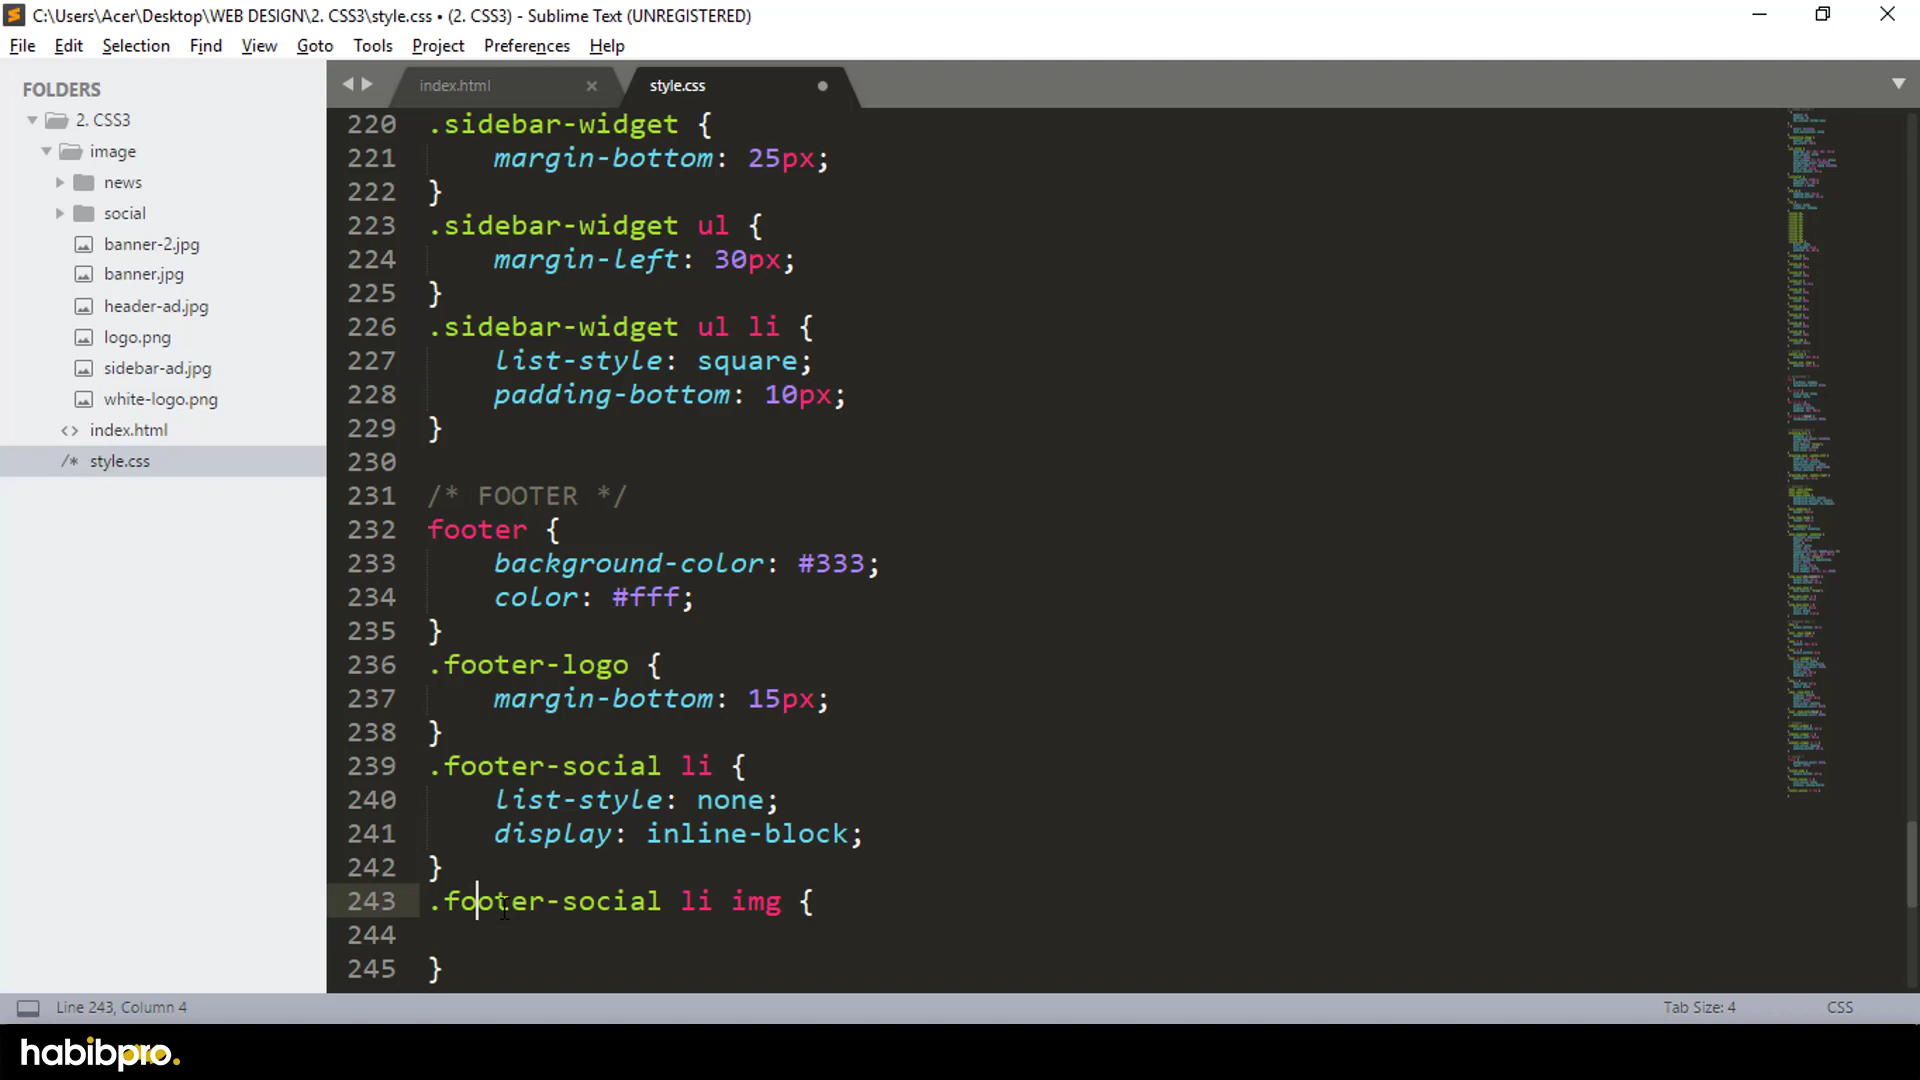 C:\Users\Acer\Desktop\WEB DESIGN\2. CSS3\style.css • (2. CSS3) - Sublime Text (UNREGISTERED)
File Edit Selection Find View Goto Tools Project Preferences Help
FOLDERS
2. CSS3
image
news
social
banner-2.jpg
banner.jpg
header-ad.jpg
logo.png
sidebar-ad.jpg
white-logo.png
<> index.html
/* style.css
index.html
style.css
220 .sidebar-widget {
221 margin-bottom: 25px;
222 }
223 .sidebar-widget ul {
224 margin-left: 30px;
225 }
226 .sidebar-widget ul li {
227 list-style: square;
228 padding-bottom: 10px;
229 }
230
231 /* FOOTER */
232 footer {
233 background-color: #333;
234 color: #fff;
235 }
236 .footer-logo {
237 margin-bottom: 15px;
238 }
239 .footer-social li {
240 list-style: none;
241 display: inline-block;
242 }
243 .footer-social li img {
244
245 }
Line 243, Column 4
Tab Size: 4
CSS
habibpro.